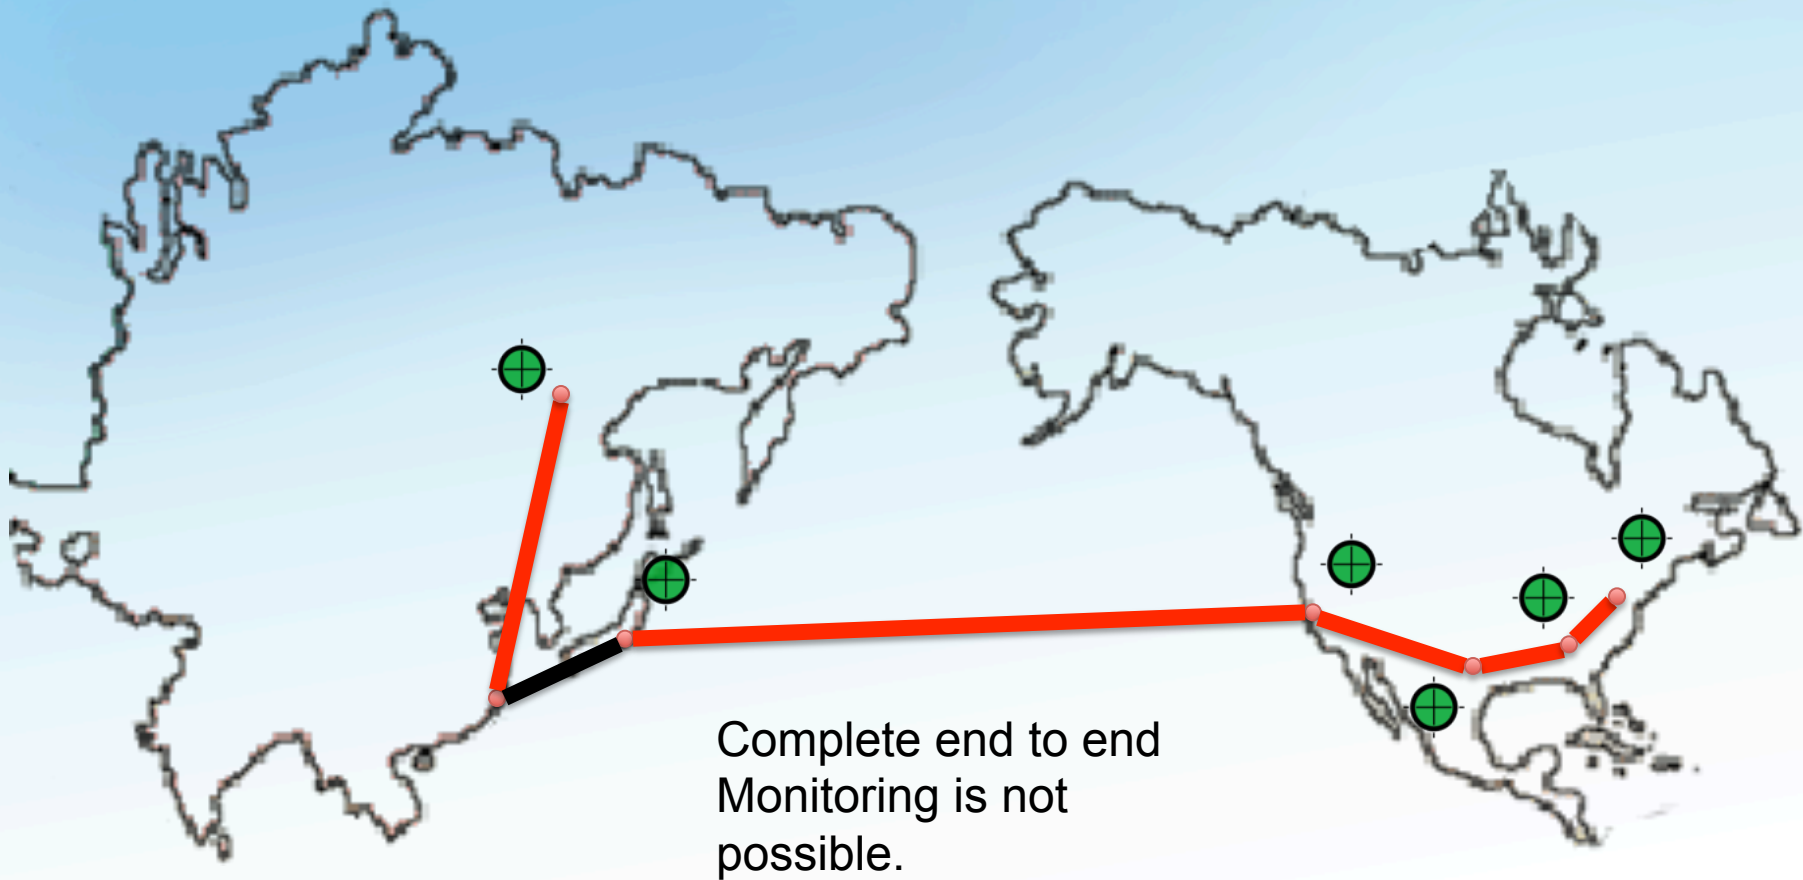 Complete end to end
Monitoring is not
possible.